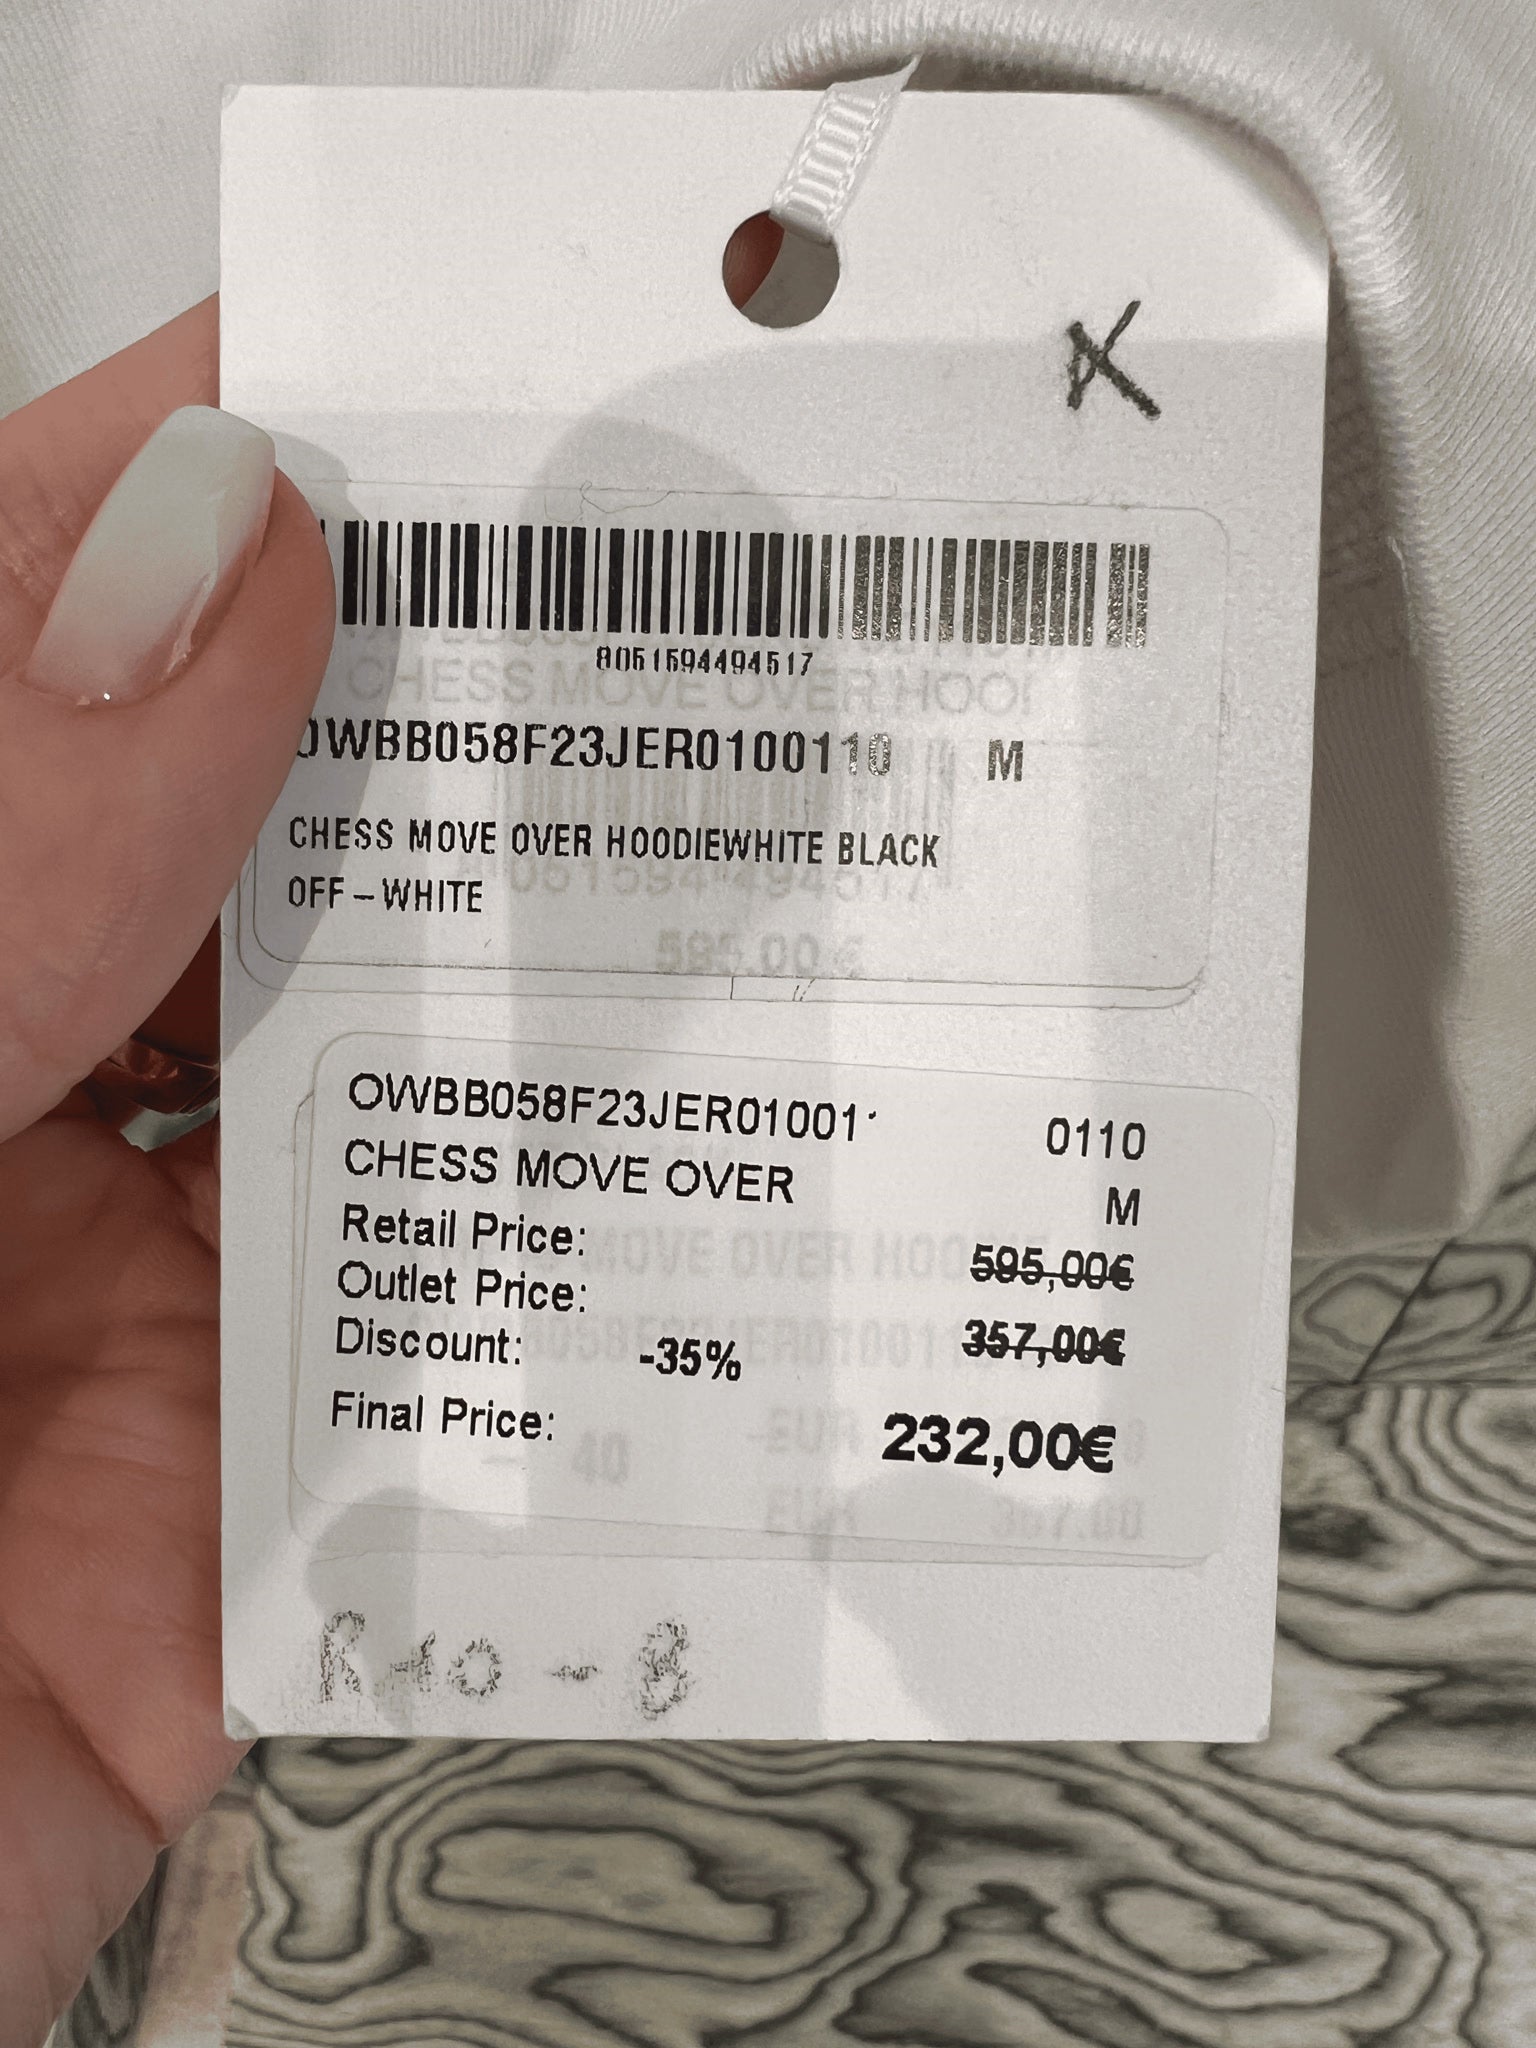 8051594494517
OWBB058F23JER0100110 M
CHESS MOVE OVER HOODIEWHITE BLACK
OFF-WHITE
OWBB058F23JER01001 0110
CHESS MOVE OVER M
Retail Price: 595,00€
Outlet Price: 357,00€
Discount: -35%
Final Price: 232,00€